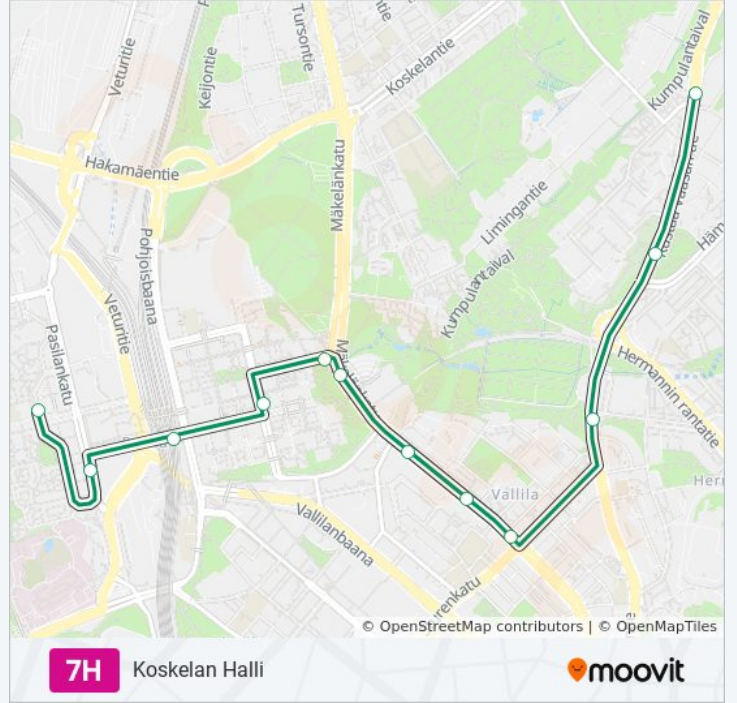 Veturitie
Keijontie
Tursontie
Koskelantie
Kumpulantaival
Hakamäentie
Mäkelänkatu
Limingantie
Pohjoisbaana
Veturitie
Kumpulantaival
Pasilankatu
Hermannin rantatie
Vallila
Vallilanbaana
© OpenStreetMap contributors | © OpenMapTiles
7H
Koskelan Halli
moovit